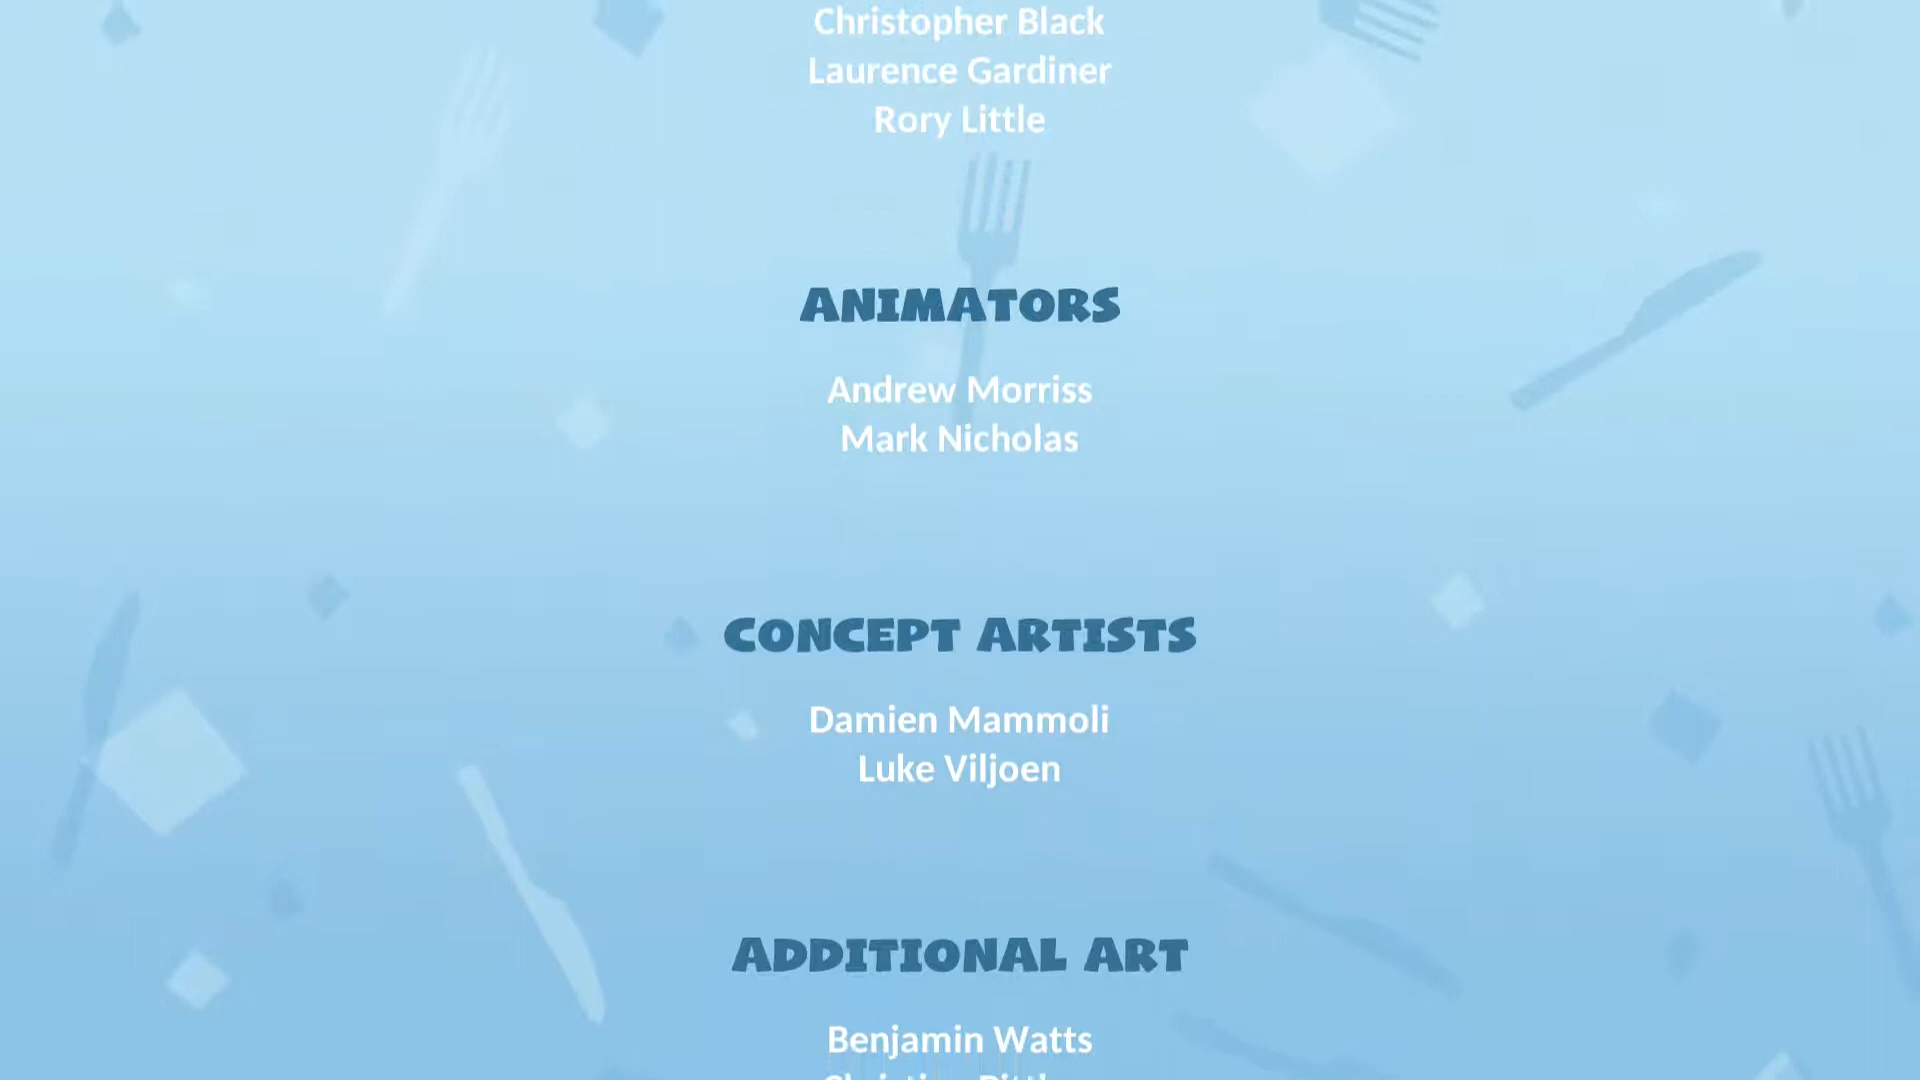 Christopher Black
Laurence Gardiner
Rory Little
ANIMATORS
Andrew Morriss
Mark Nicholas
CONCEPT ARTISTS
Damien Mammoli
Luke Viljoen
ADDITIONAL ART
Benjamin Watts